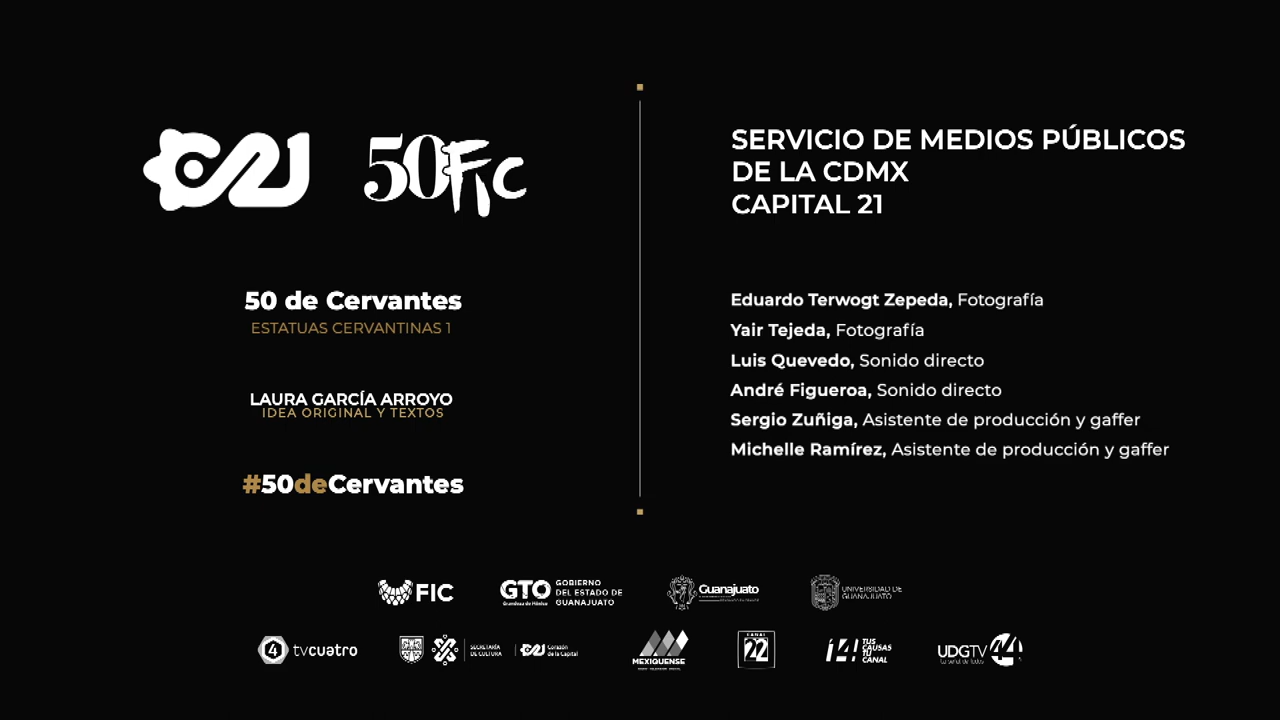 50FIC
50 de Cervantes
ESTATUAS CERVANTINAS 1
LAURA GARCÍA ARROYO
IDEA ORIGINAL Y TEXTOS
#50deCervantes
SERVICIO DE MEDIOS PÚBLICOS
DE LA CDMX
CAPITAL 21
Eduardo Terwogt Zepeda, Fotografía
Yair Tejeda, Fotografía
Luis Quevedo, Sonido directo
André Figueroa, Sonido directo
Sergio Zuñiga, Asistente de producción y gaffer
Michelle Ramírez, Asistente de producción y gaffer
FIC
GTO
Grandeza de México
GOBIERNO
DEL ESTADO DE
GUANAJUATO
Guanajuato
UNIVERSIDAD DE
GUANAJUATO
4 tvcuatro
SECRETARÍA
DE CULTURA
Corazón
de la Capital
MEXIQUENSE
CANAL
22
14
TUS
CAUSAS
TU
CANAL
UDGTV 44